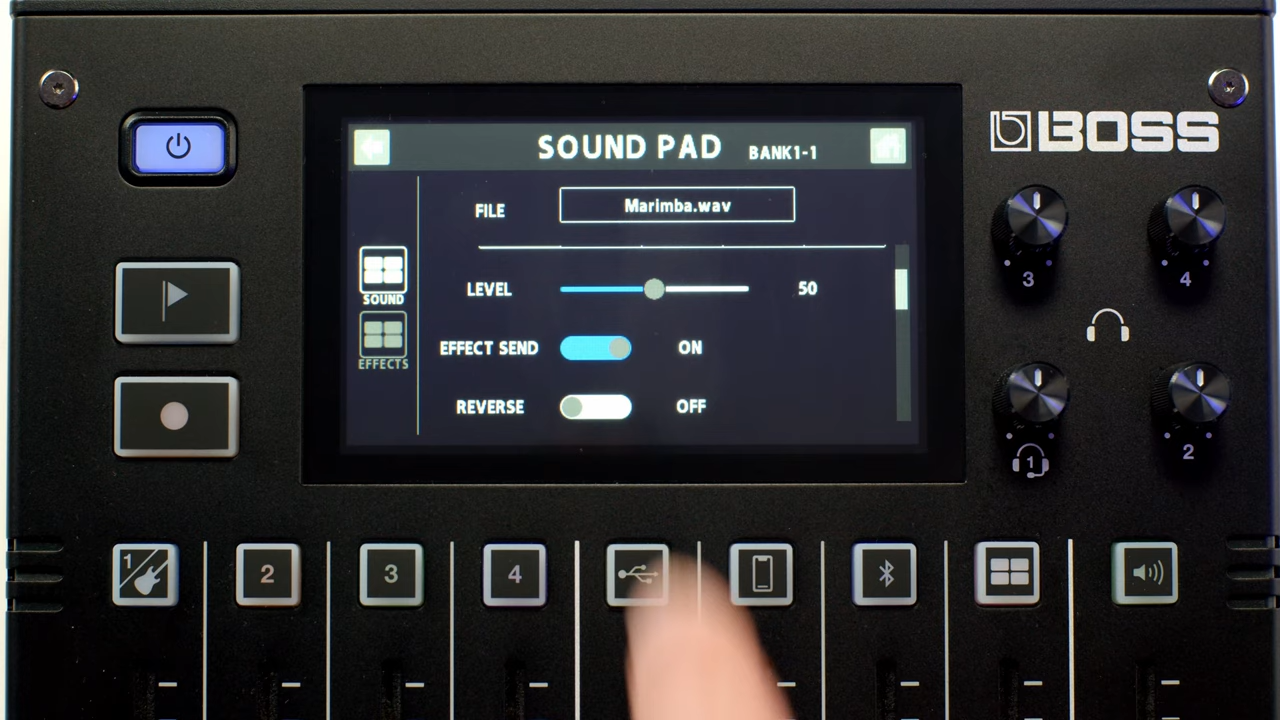 SOUND PAD BANK1-1
BOSS
FILE Marimba.wav
SOUND
LEVEL 50
EFFECTS
EFFECT SEND ON
REVERSE OFF
3 4
1 2
1 2 3 4